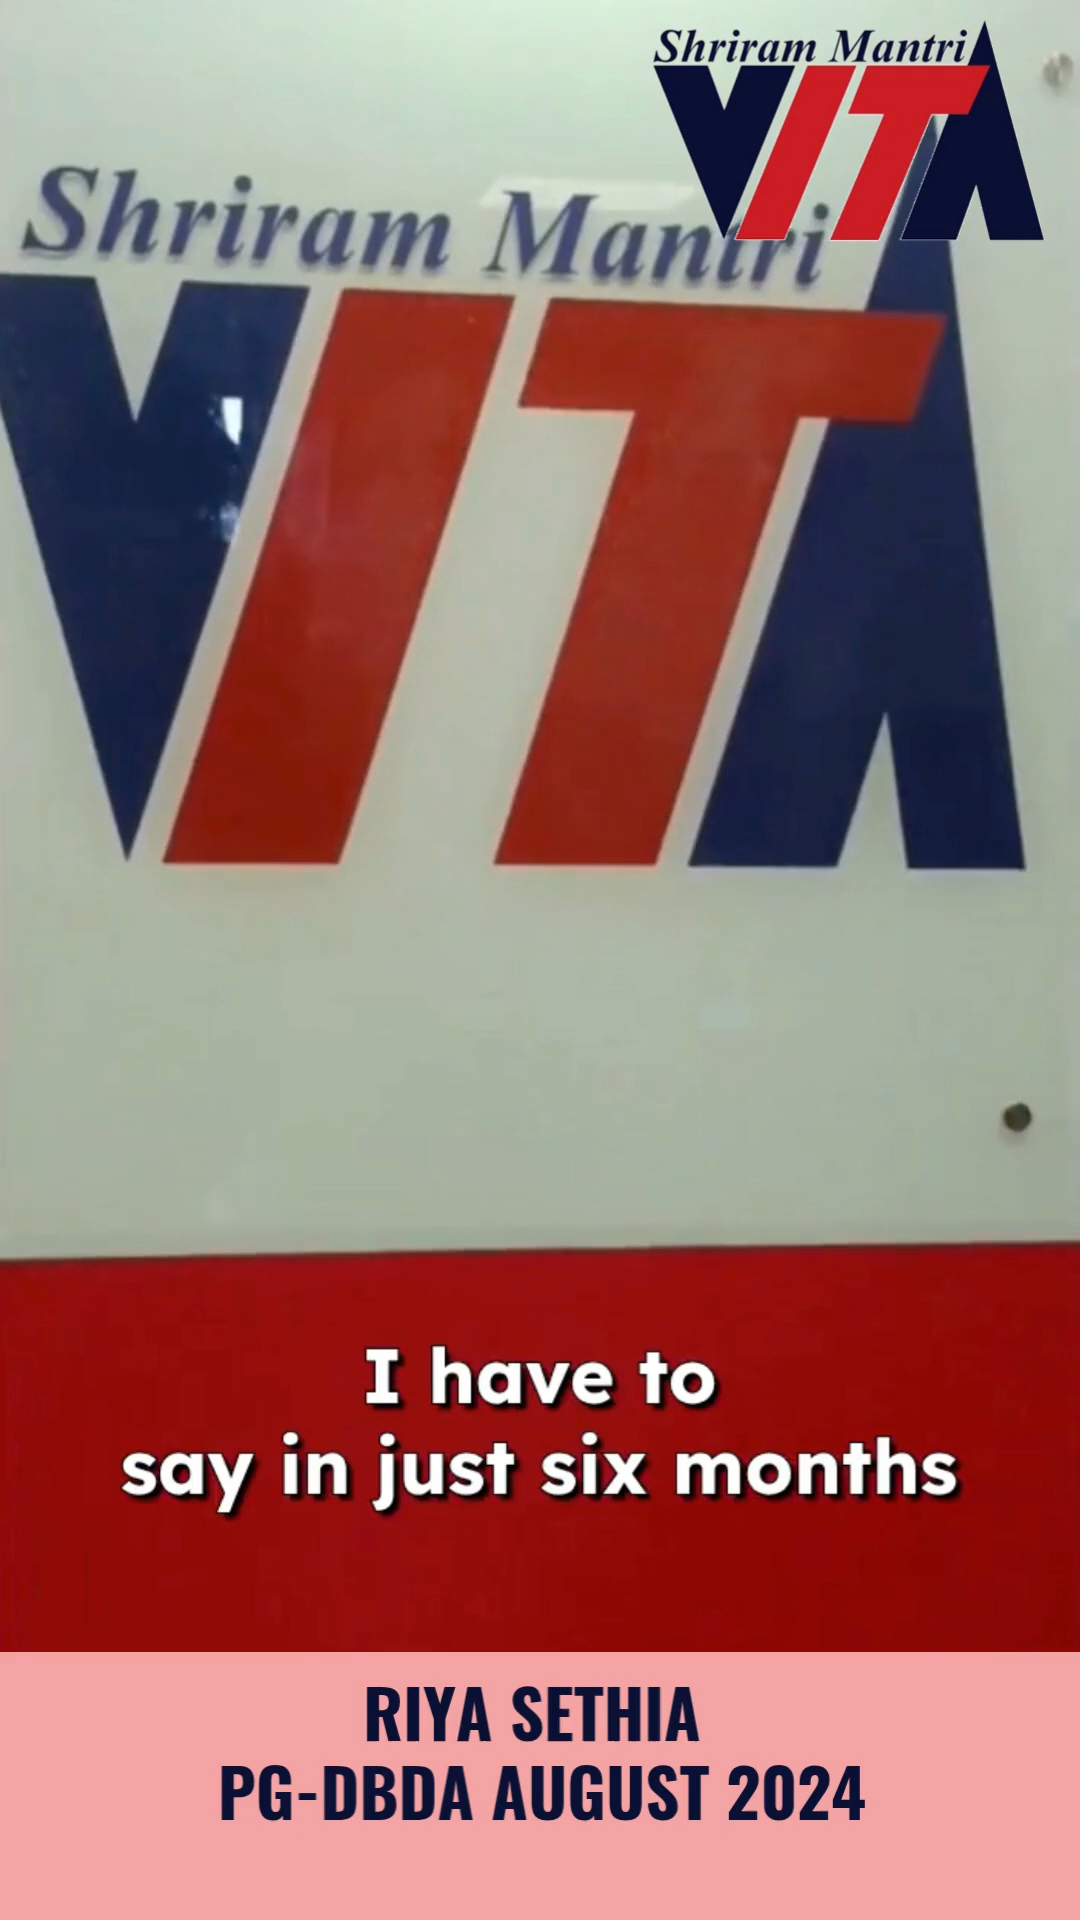 Shriram Mantri
VITA
Shriram Mantri
VITA
I have to
say in just six months
RIYA SETHIA
PG-DBDA AUGUST 2024